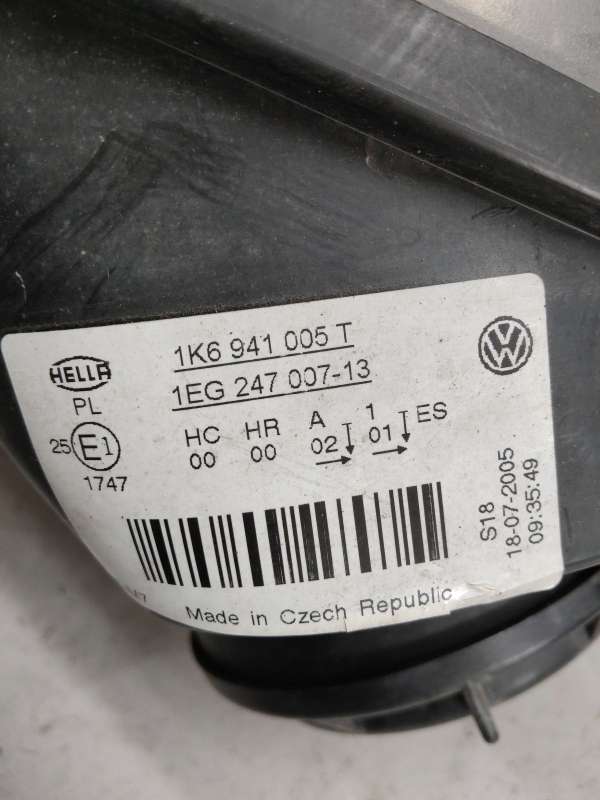 1K6 941 005 T
1EG 247 007-13
HELLA
PL
25 E1
1747
HC HR A 1 ES
00 00 02 01
S18
18-07-2005
09:35:49
Made in Czech Republic
VW